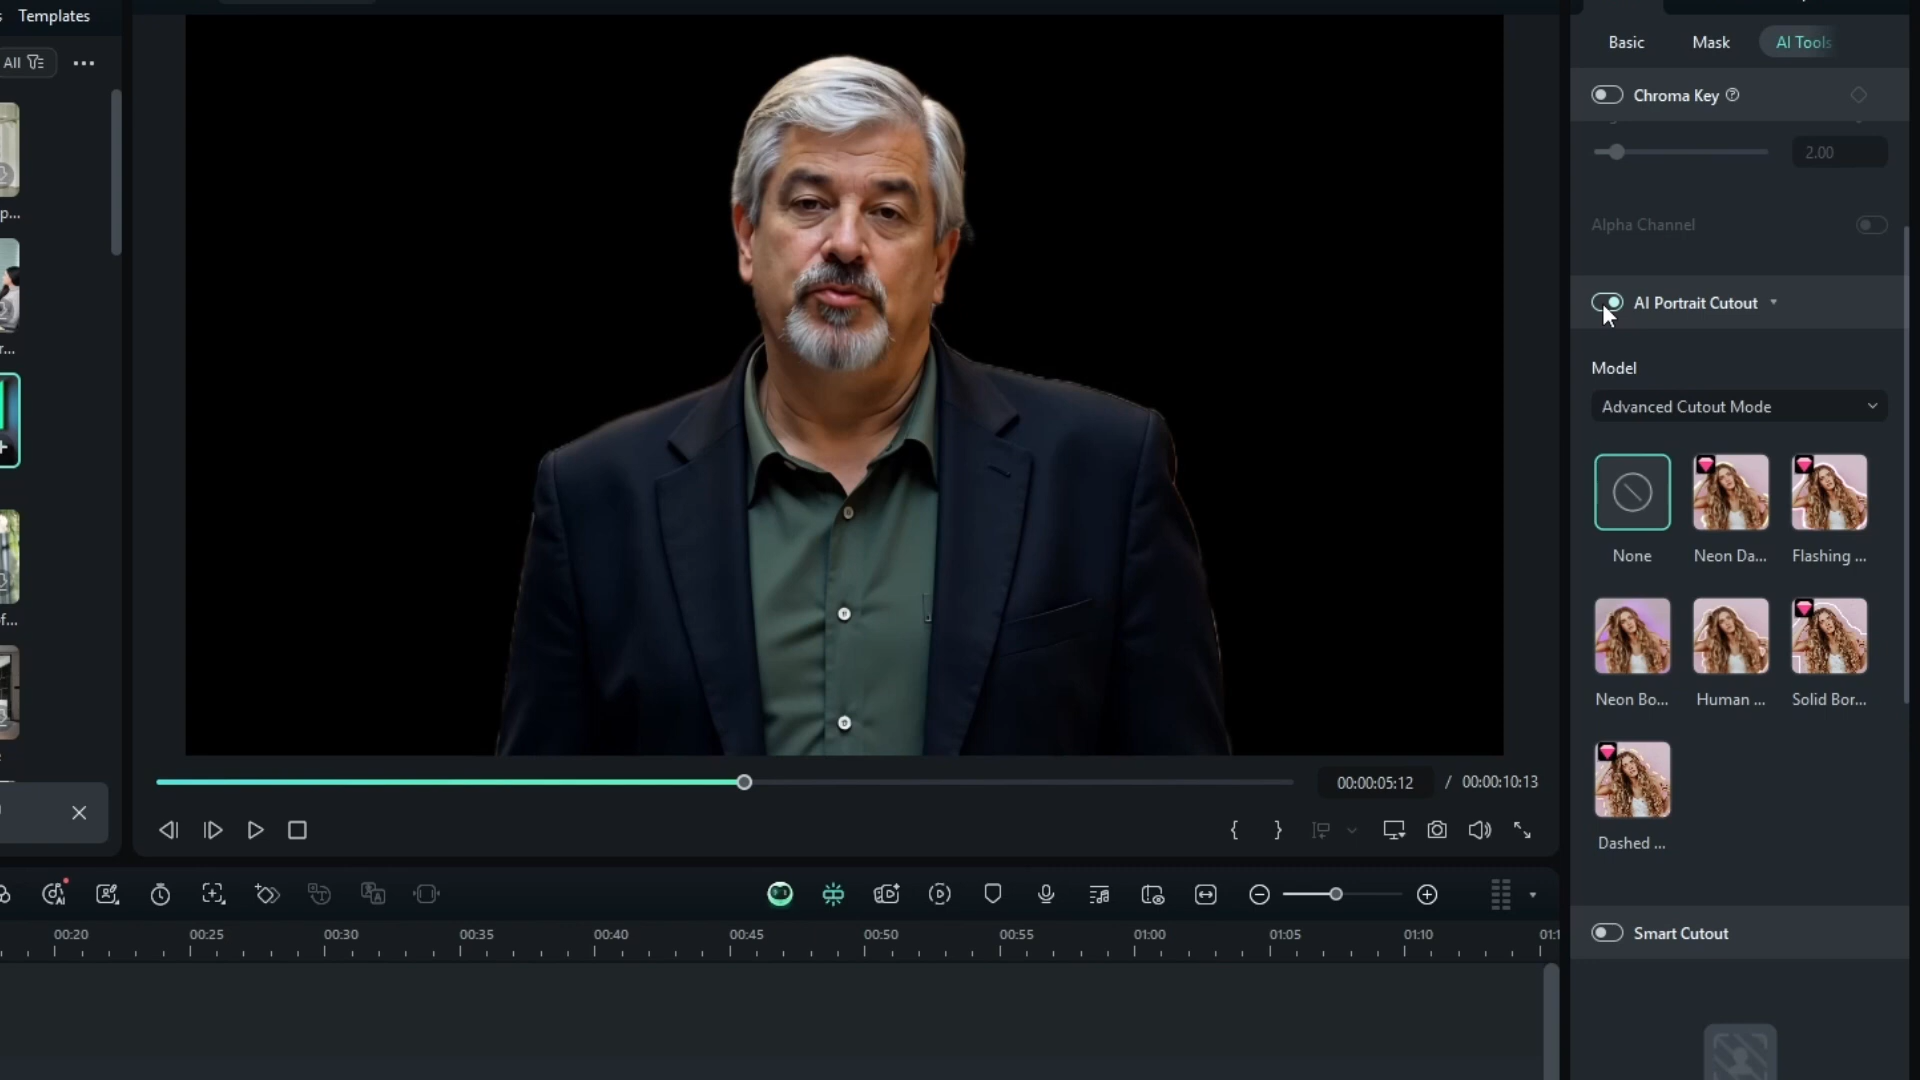 Templates
All
p...
r...
f...
Basic
Mask
AI Tools
Chroma Key
2.00
Alpha Channel
AI Portrait Cutout
Model
Advanced Cutout Mode
None
Neon Da...
Flashing ...
Neon Bo...
Human ...
Solid Bor...
Dashed ...
Smart Cutout
00:00:05:12 / 00:00:10:13
00:20 00:25 00:30 00:35 00:40 00:45 00:50 00:55 01:00 01:05 01:10 01:1